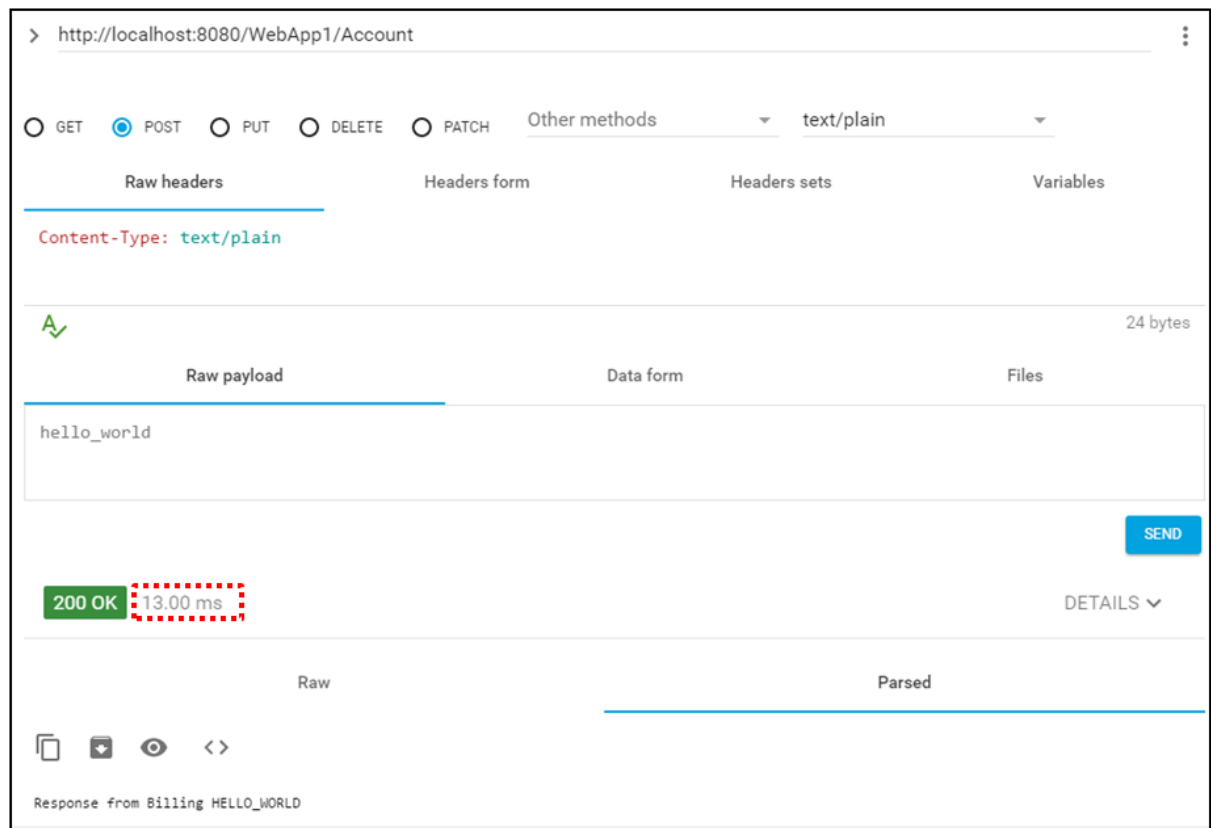 http://localhost:8080/WebApp1/Account
GET POST PUT DELETE PATCH Other methods text/plain
Raw headers Headers form Headers sets Variables
Content-Type: text/plain
24 bytes
Raw payload Data form Files
hello_world
SEND
200 OK 13.00 ms DETAILS
Raw Parsed
Response from Billing HELLO_WORLD